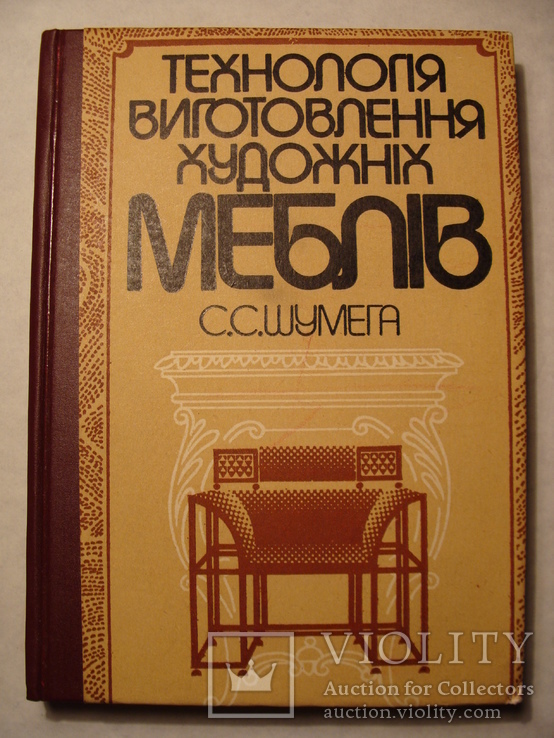 ТЕХНОЛОГІЯ
ВИГОТОВЛЕННЯ
ХУДОЖНІХ
МЕБЛІВ
С.С.ШУМЕГА
VIOLITY
Auction for Collectors
auction.violity.com